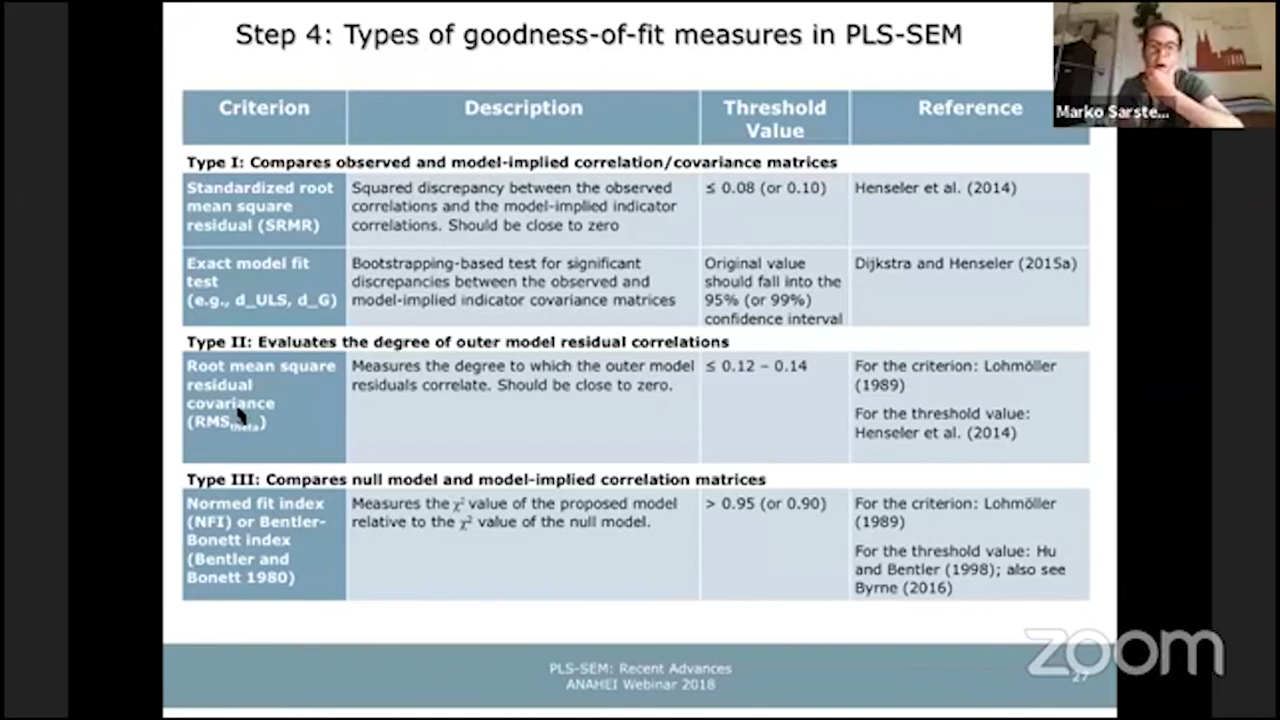 Step 4: Types of goodness-of-fit measures in PLS-SEM
Marko Sarste...
Criterion
Description
Threshold
Value
Reference
Type I: Compares observed and model-implied correlation/covariance matrices
Standardized root
mean square
residual (SRMR)
Squared discrepancy between the observed
correlations and the model-implied indicator
correlations. Should be close to zero
≤ 0.08 (or 0.10)
Henseler et al. (2014)
Exact model fit
test
(e.g., d_ULS, d_G)
Bootstrapping-based test for significant
discrepancies between the observed and
model-implied indicator covariance matrices
Original value
should fall into the
95% (or 99%)
confidence interval
Dijkstra and Henseler (2015a)
Type II: Evaluates the degree of outer model residual correlations
Root mean square
residual
covariance
(RMStheta)
Measures the degree to which the outer model
residuals correlate. Should be close to zero.
≤ 0.12 – 0.14
For the criterion: Lohmöller
(1989)
For the threshold value:
Henseler et al. (2014)
Type III: Compares null model and model-implied correlation matrices
Normed fit index
(NFI) or Bentler-
Bonett index
(Bentler and
Bonett 1980)
Measures the χ² value of the proposed model
relative to the χ² value of the null model.
> 0.95 (or 0.90)
For the criterion: Lohmöller
(1989)
For the threshold value: Hu
and Bentler (1998); also see
Byrne (2016)
PLS-SEM: Recent Advances
ANAHEI Webinar 2018
zoom
27